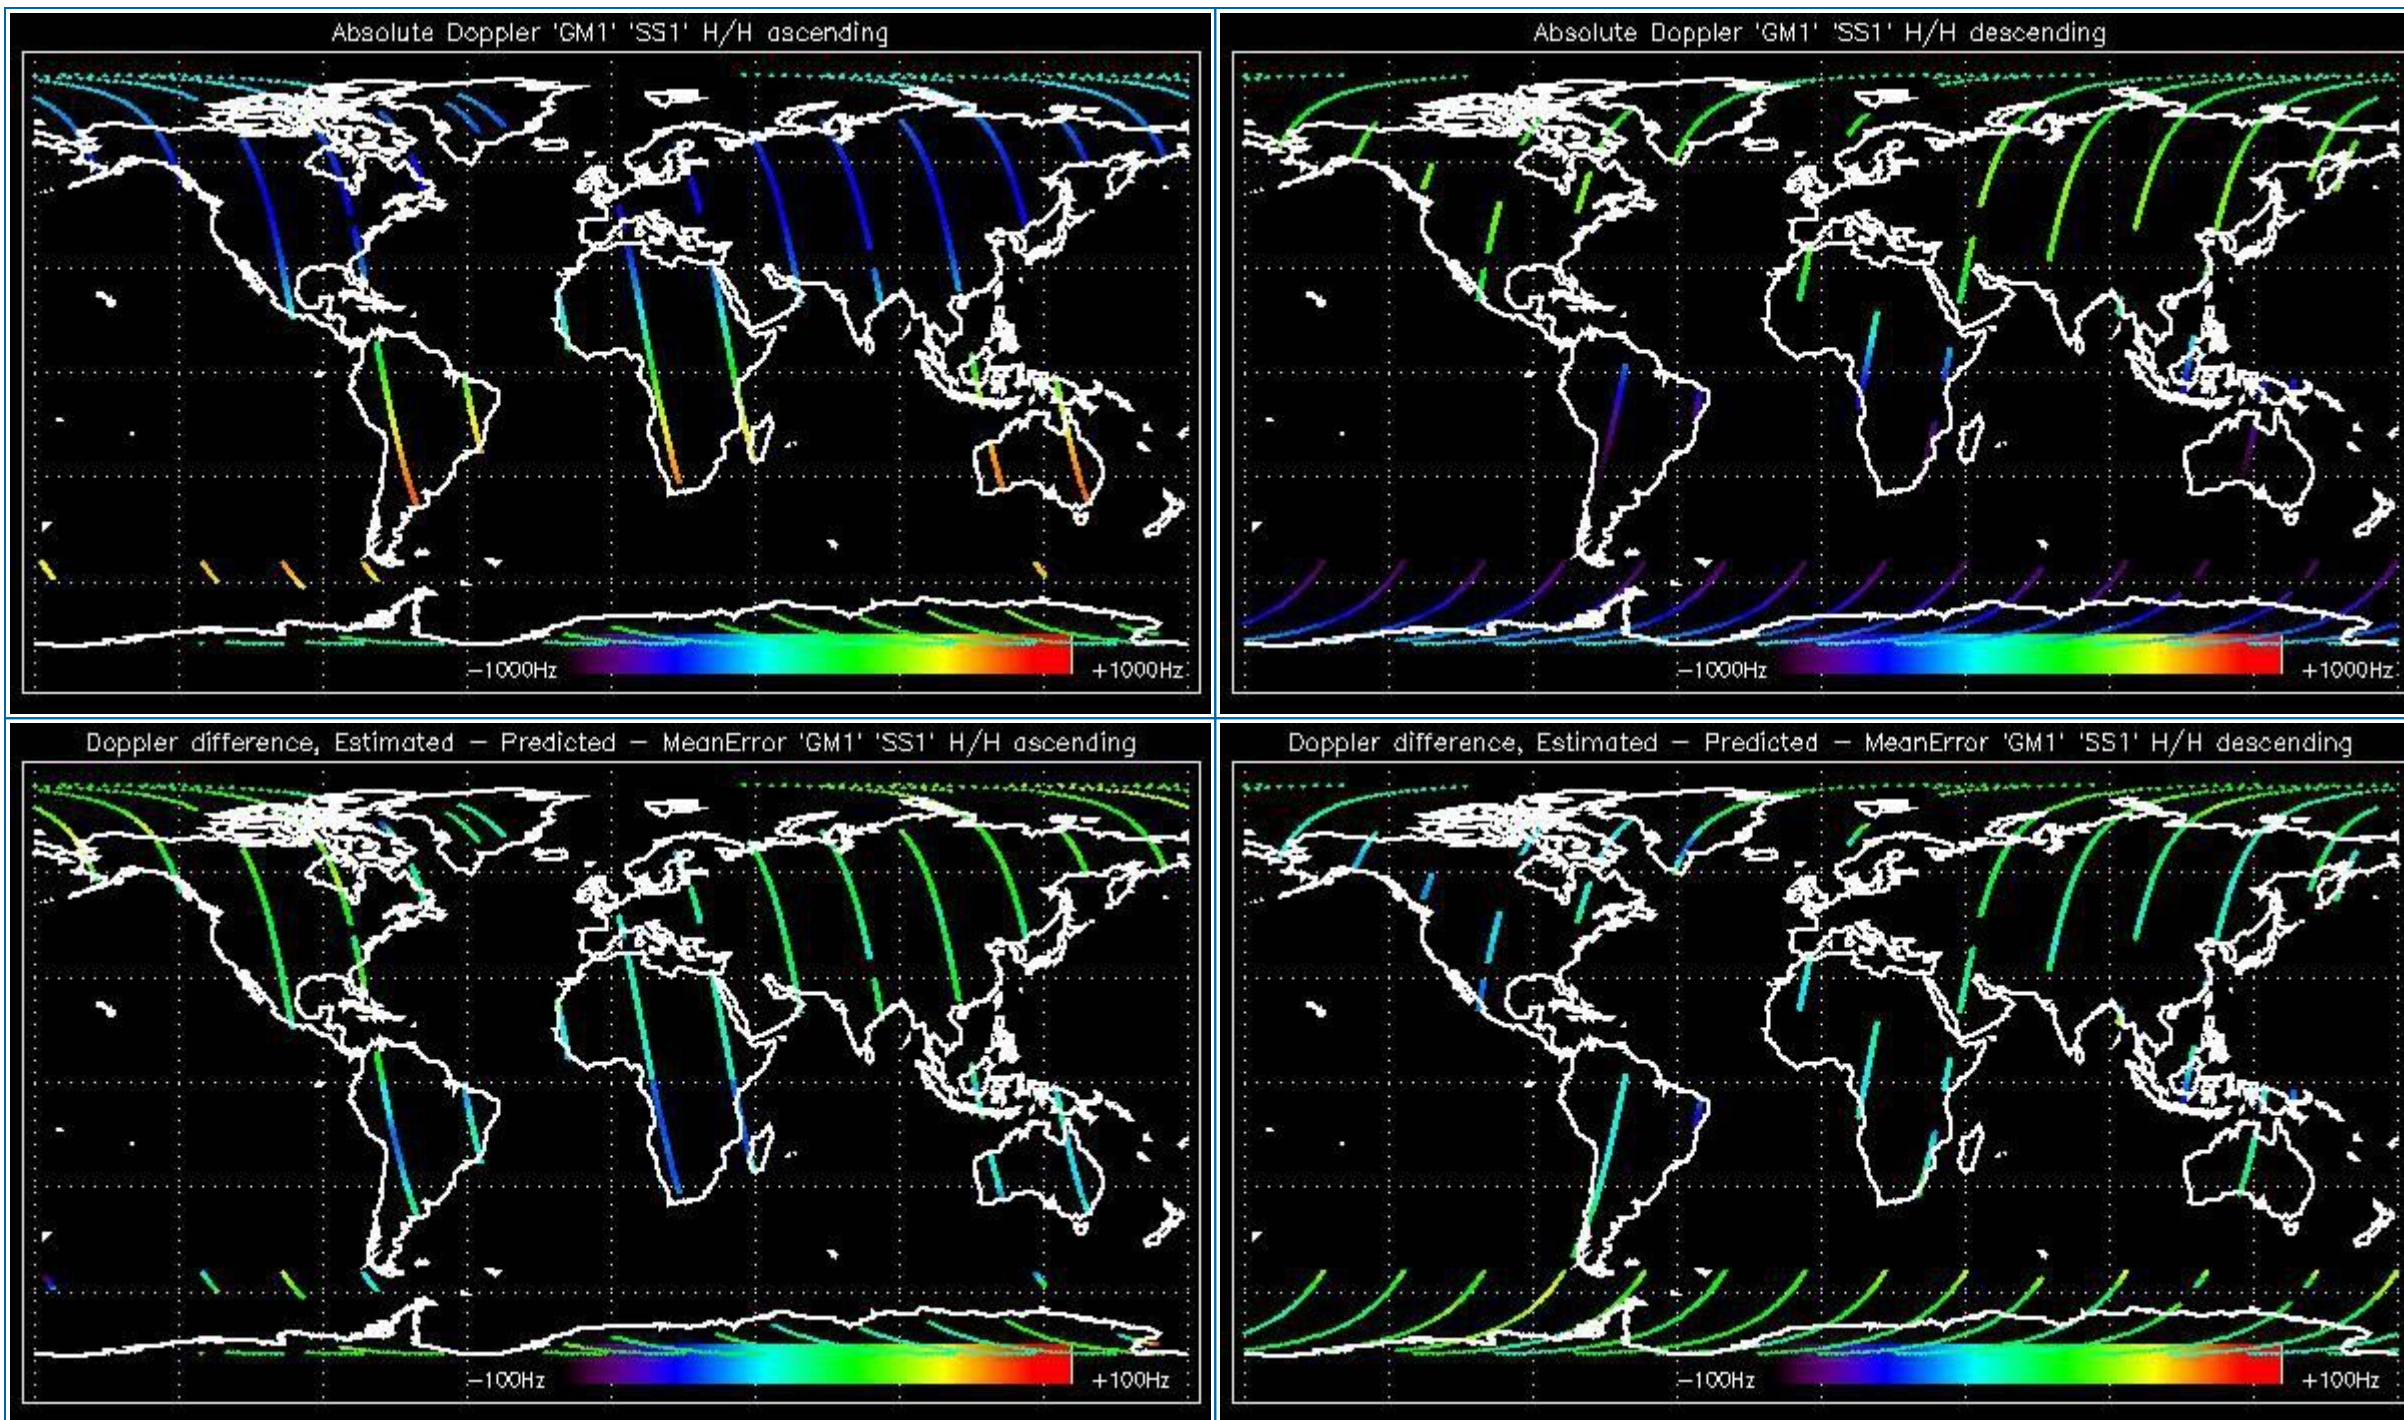 Absolute Doppler 'GM1' 'SS1' H/H ascending
-1000Hz
+1000Hz
Absolute Doppler 'GM1' 'SS1' H/H descending
-1000Hz
+1000Hz
Doppler difference, Estimated - Predicted - MeanError 'GM1' 'SS1' H/H ascending
-100Hz
+100Hz
Doppler difference, Estimated - Predicted - MeanError 'GM1' 'SS1' H/H descending
-100Hz
+100Hz